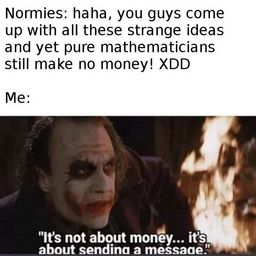 Normies: haha, you guys come
up with all these strange ideas
and yet pure mathematicians
still make no money! XDD
Me:
"It's not about money... it's
about sending a message."